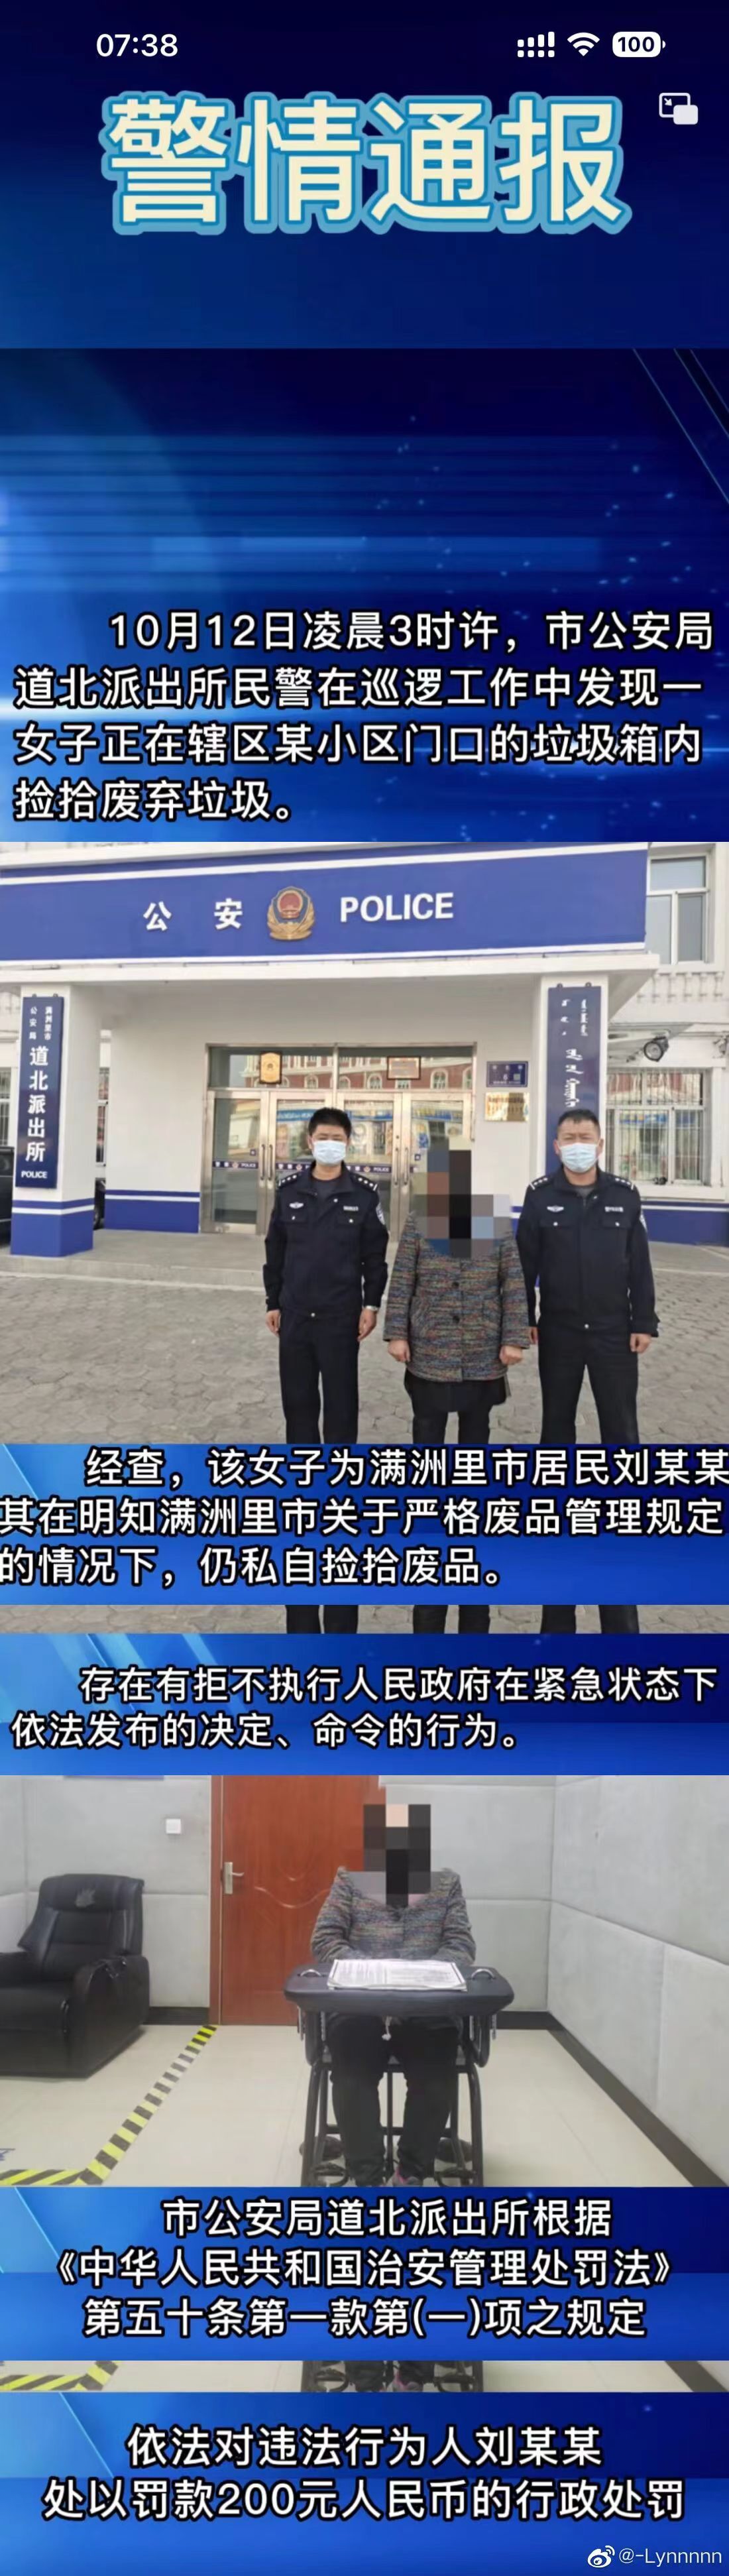 07:38
100
警情通报
10月12日凌晨3时许，市公安局
道北派出所民警在巡逻工作中发现一
女子正在辖区某小区门口的垃圾箱内
捡拾废弃垃圾。
公 安 POLICE
满洲里市
公安局
道北派出所
POLICE
经查，该女子为满洲里市居民刘某某
其在明知满洲里市关于严格废品管理规定
的情况下，仍私自捡拾废品。
存在有拒不执行人民政府在紧急状态下
依法发布的决定、命令的行为。
市公安局道北派出所根据
《中华人民共和国治安管理处罚法》
第五十条第一款第(一)项之规定
依法对违法行为人刘某某
处以罚款200元人民币的行政处罚
@-Lynnnnn